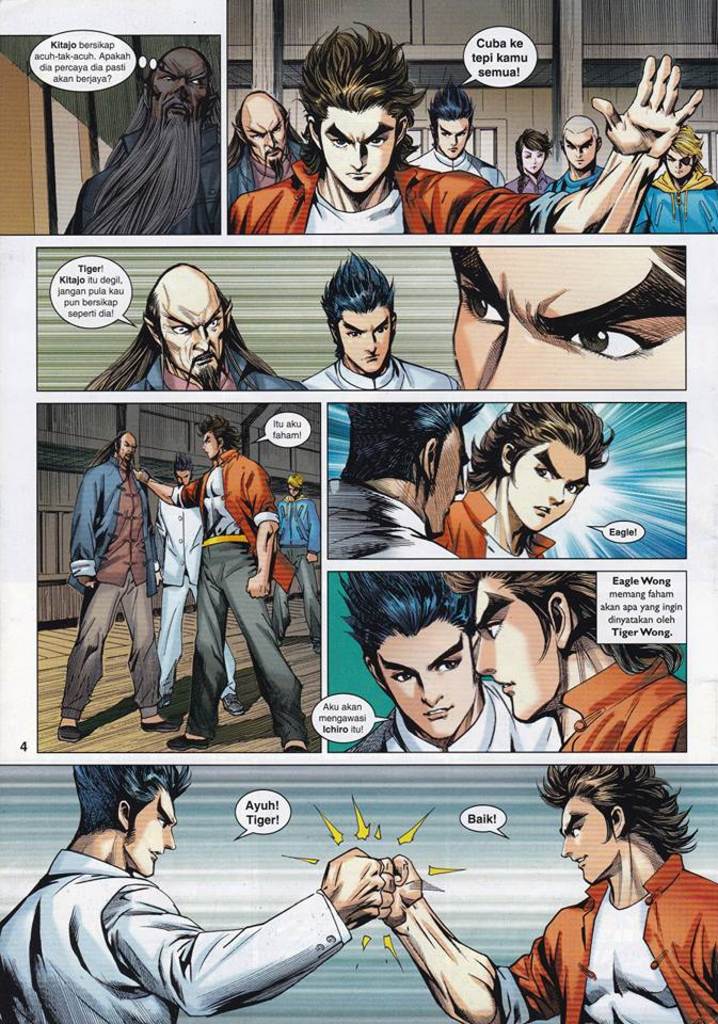 Kitajo bersikap
acuh-tak-acuh. Apakah
dia percaya dia pasti
akan berjaya?
Cuba ke
tepi kamu
semua!
Tiger!
Kitajo itu degil,
jangan pula kau
pun bersikap
seperti dia!
Itu aku
faham!
Eagle!
Eagle Wong
memang faham
akan apa yang ingin
dinyatakan oleh
Tiger Wong.
Aku akan
mengawasi
Ichiro itu!
4
Ayuh!
Tiger!
Baik!